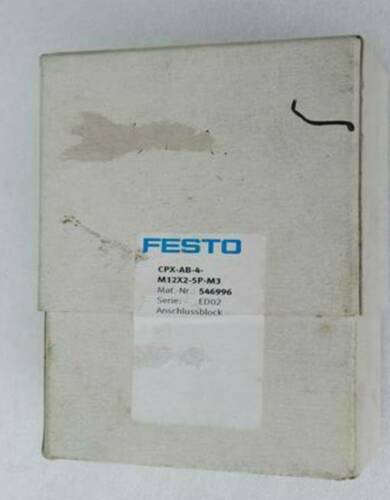 FESTO
CPX-AB-4-
M12X2-5P-M3
Mat.-Nr.: 546996
Serie: ED02
Anschlussblock